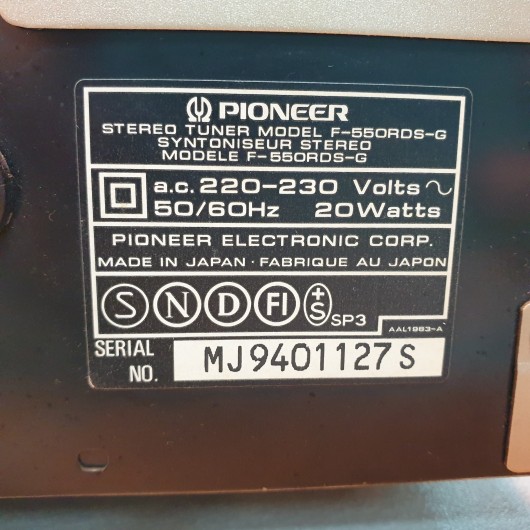 PIONEER
STEREO TUNER MODEL F-550RDS-G
SYNTONISEUR STEREO
MODELE F-550RDS-G
a.c. 220-230 Volts ~
50/60Hz 20Watts
PIONEER ELECTRONIC CORP.
MADE IN JAPAN · FABRIQUE AU JAPON
S N D FI +S SP3
AAL1983-A
SERIAL NO. MJ9401127S